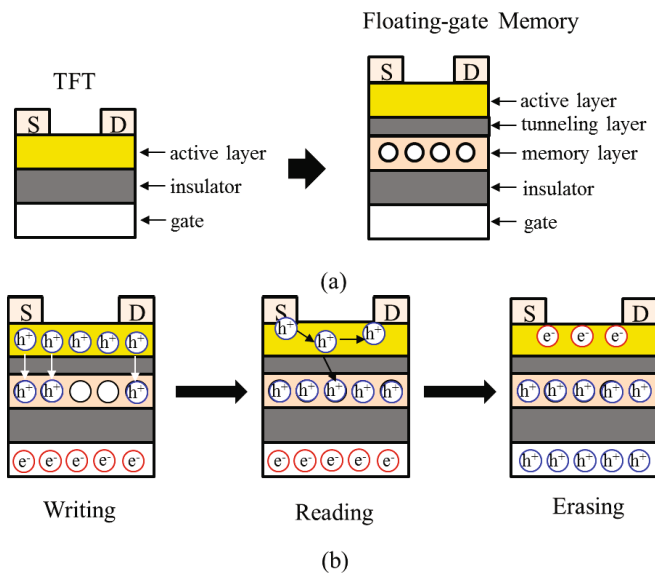 Floating-gate Memory
TFT
S D
S D
active layer
tunneling layer
active layer
memory layer
insulator
insulator
gate
gate
(a)
S D
S D
S D
h+ h+ h+ h+ h+
h+ h+ h+
e- e- e-
h+ h+ h+
h+ h+ h+ h+ h+
h+ h+ h+ h+ h+
e- e- e- e- e-
e- e- e- e- e-
h+ h+ h+ h+ h+
Writing
Reading
Erasing
(b)